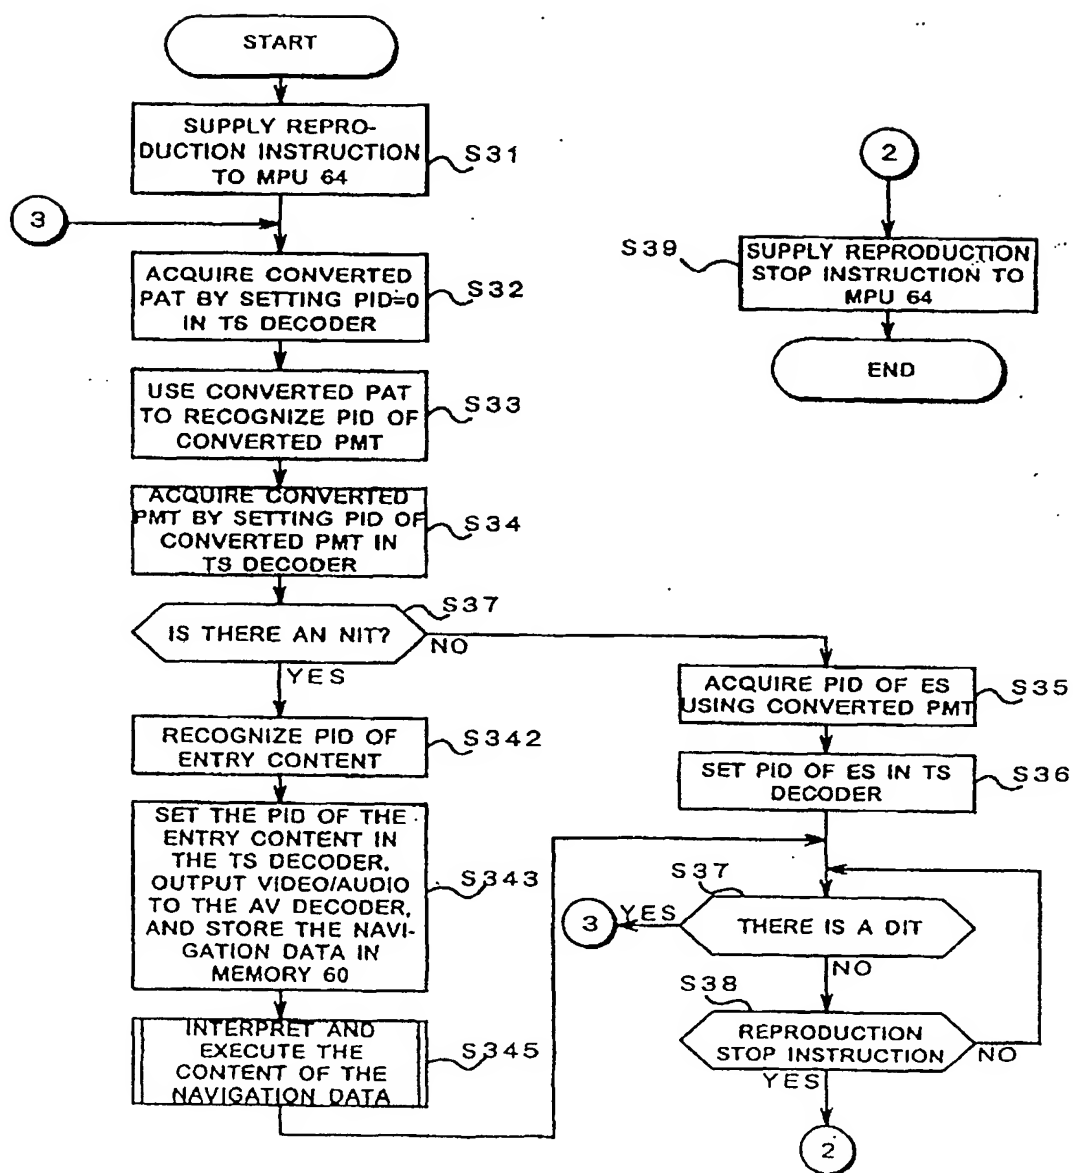 START
SUPPLY REPRO-
DUCTION INSTRUCTION
TO MPU 64
S31
3
ACQUIRE CONVERTED
PAT BY SETTING PID=0
IN TS DECODER
S32
USE CONVERTED PAT
TO RECOGNIZE PID OF
CONVERTED PMT
S33
ACQUIRE CONVERTED
PMT BY SETTING PID OF
CONVERTED PMT IN
TS DECODER
S34
S37
IS THERE AN NIT?
NO
YES
RECOGNIZE PID OF
ENTRY CONTENT
S342
SET THE PID OF THE
ENTRY CONTENT IN
THE TS DECODER,
OUTPUT VIDEO/AUDIO
TO THE AV DECODER,
AND STORE THE NAVI-
GATION DATA IN
MEMORY 60
S343
INTERPRET AND
EXECUTE THE
CONTENT OF THE
NAVIGATION DATA
S345
2
S39
SUPPLY REPRODUCTION
STOP INSTRUCTION TO
MPU 64
END
ACQUIRE PID OF ES
USING CONVERTED PMT
S35
SET PID OF ES IN TS
DECODER
S36
S37
3
YES
THERE IS A DIT
NO
S38
REPRODUCTION
STOP INSTRUCTION
NO
YES
2